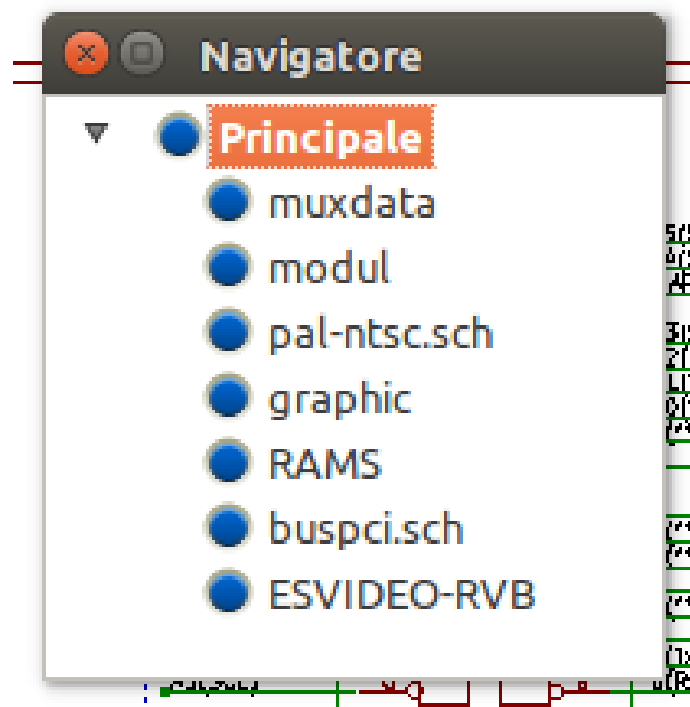 Navigatore
Principale
muxdata
modul
pal-ntsc.sch
graphic
RAMS
buspci.sch
ESVIDEO-RVB